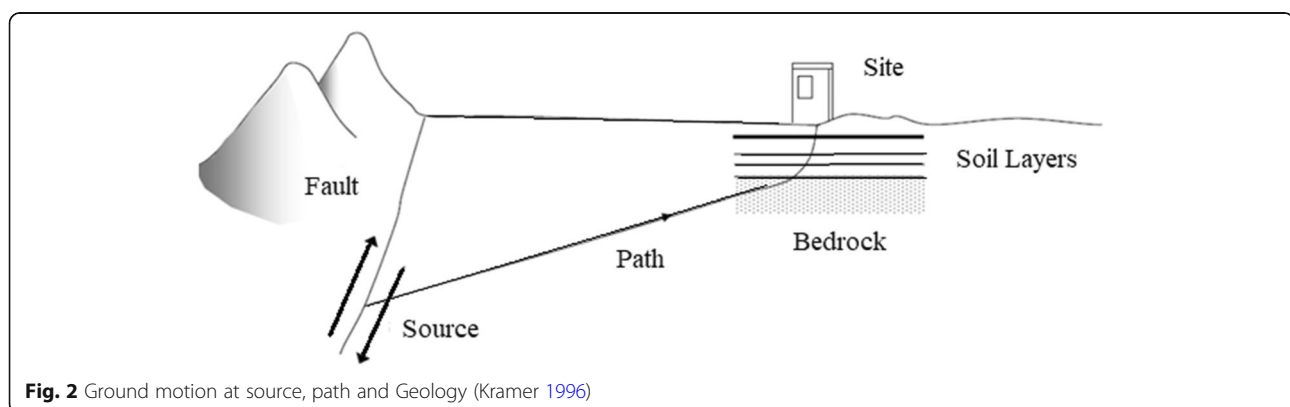 Site
Soil Layers
Fault
Bedrock
Path
Source
Fig. 2 Ground motion at source, path and Geology (Kramer 1996)